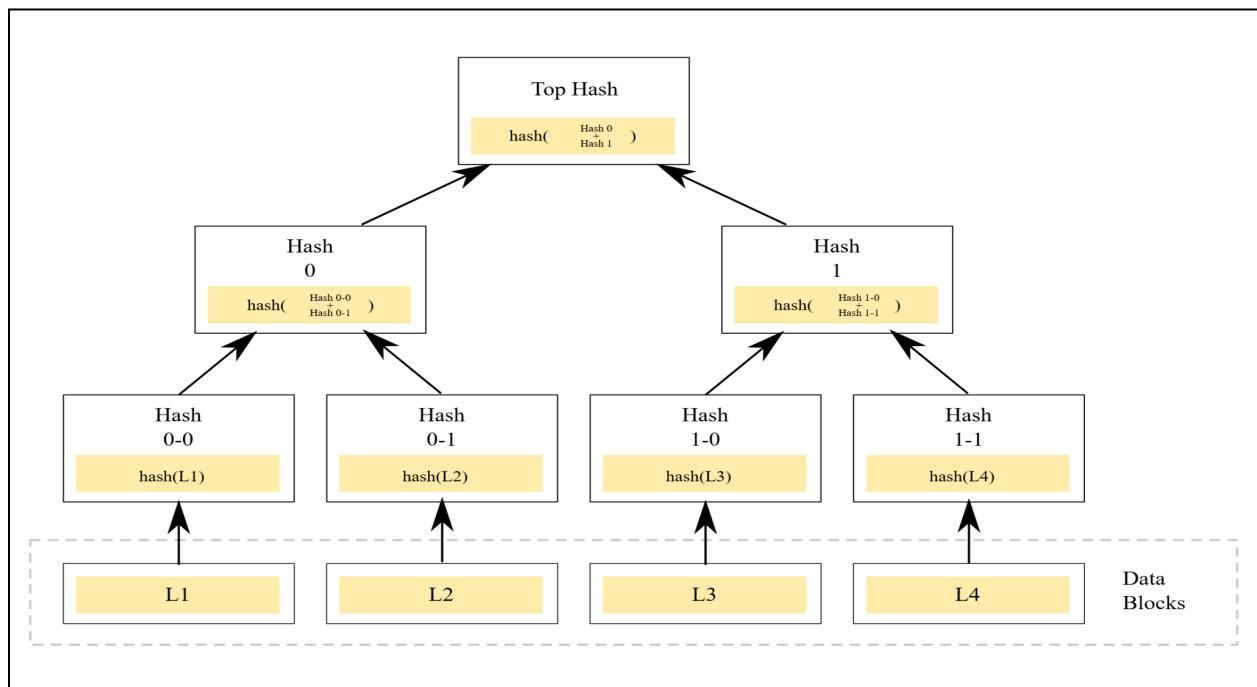 Top Hash
hash( Hash 0 + Hash 1 )
Hash
0
hash( Hash 0-0 + Hash 0-1 )
Hash
1
hash( Hash 1-0 + Hash 1-1 )
Hash
0-0
hash(L1)
Hash
0-1
hash(L2)
Hash
1-0
hash(L3)
Hash
1-1
hash(L4)
L1
L2
L3
L4
Data
Blocks